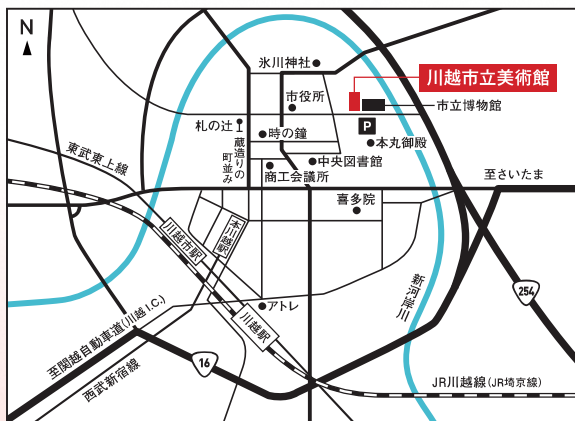 N
氷川神社
川越市立美術館
市役所
市立博物館
P
札の辻
時の鐘
本丸御殿
蔵造りの
町並み
中央図書館
商工会議所
東武東上線
至さいたま
喜多院
本川越駅
川越市駅
新河岸川
254
アトレ
川越駅
至関越自動車道(川越I.C.)
16
西武新宿線
JR川越線(JR埼京線)